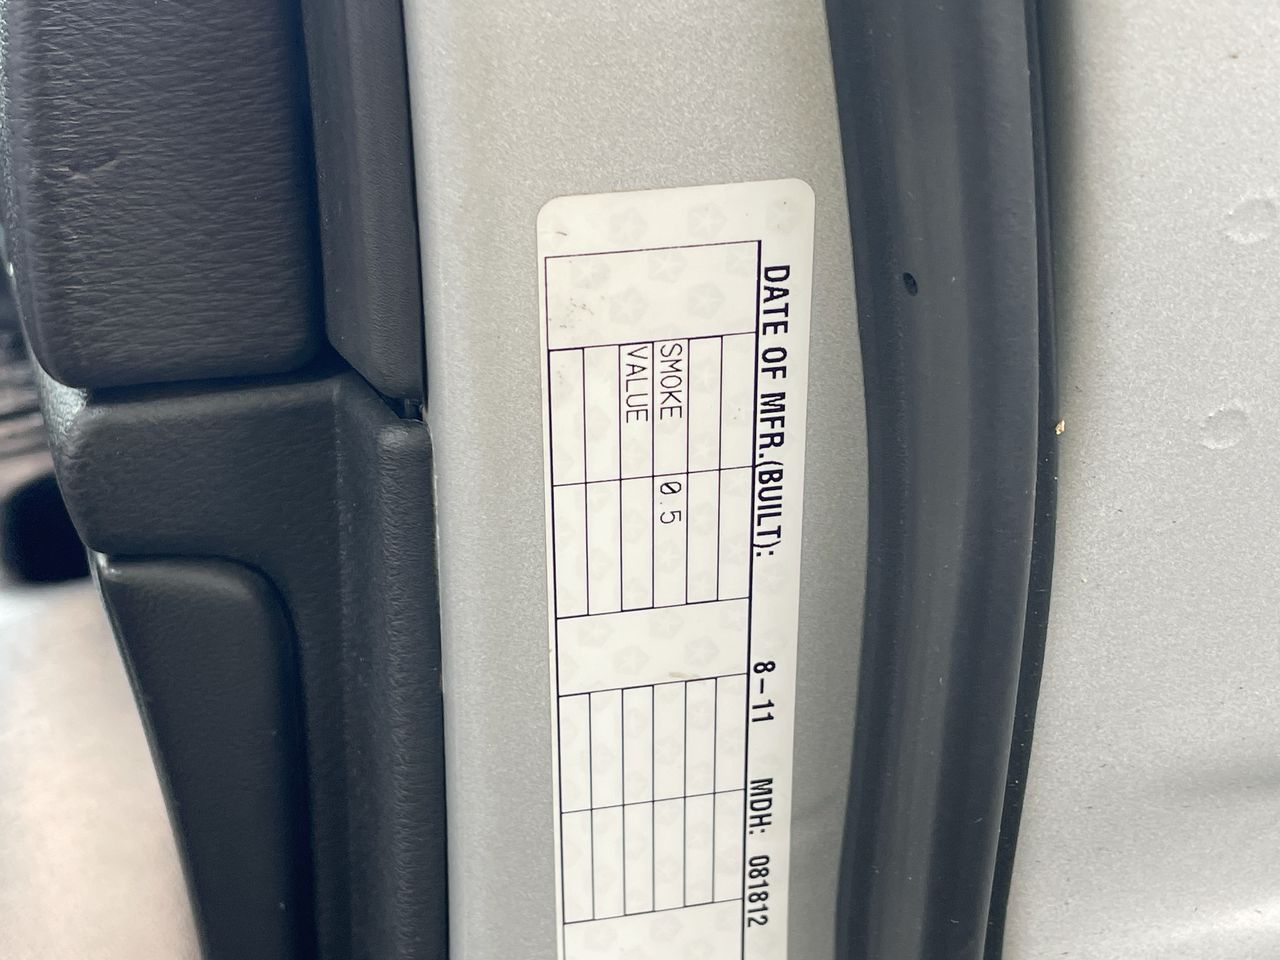 DATE OF MFR.(BUILT): 8-11 MDH: 081812
SMOKE 0.5
VALUE